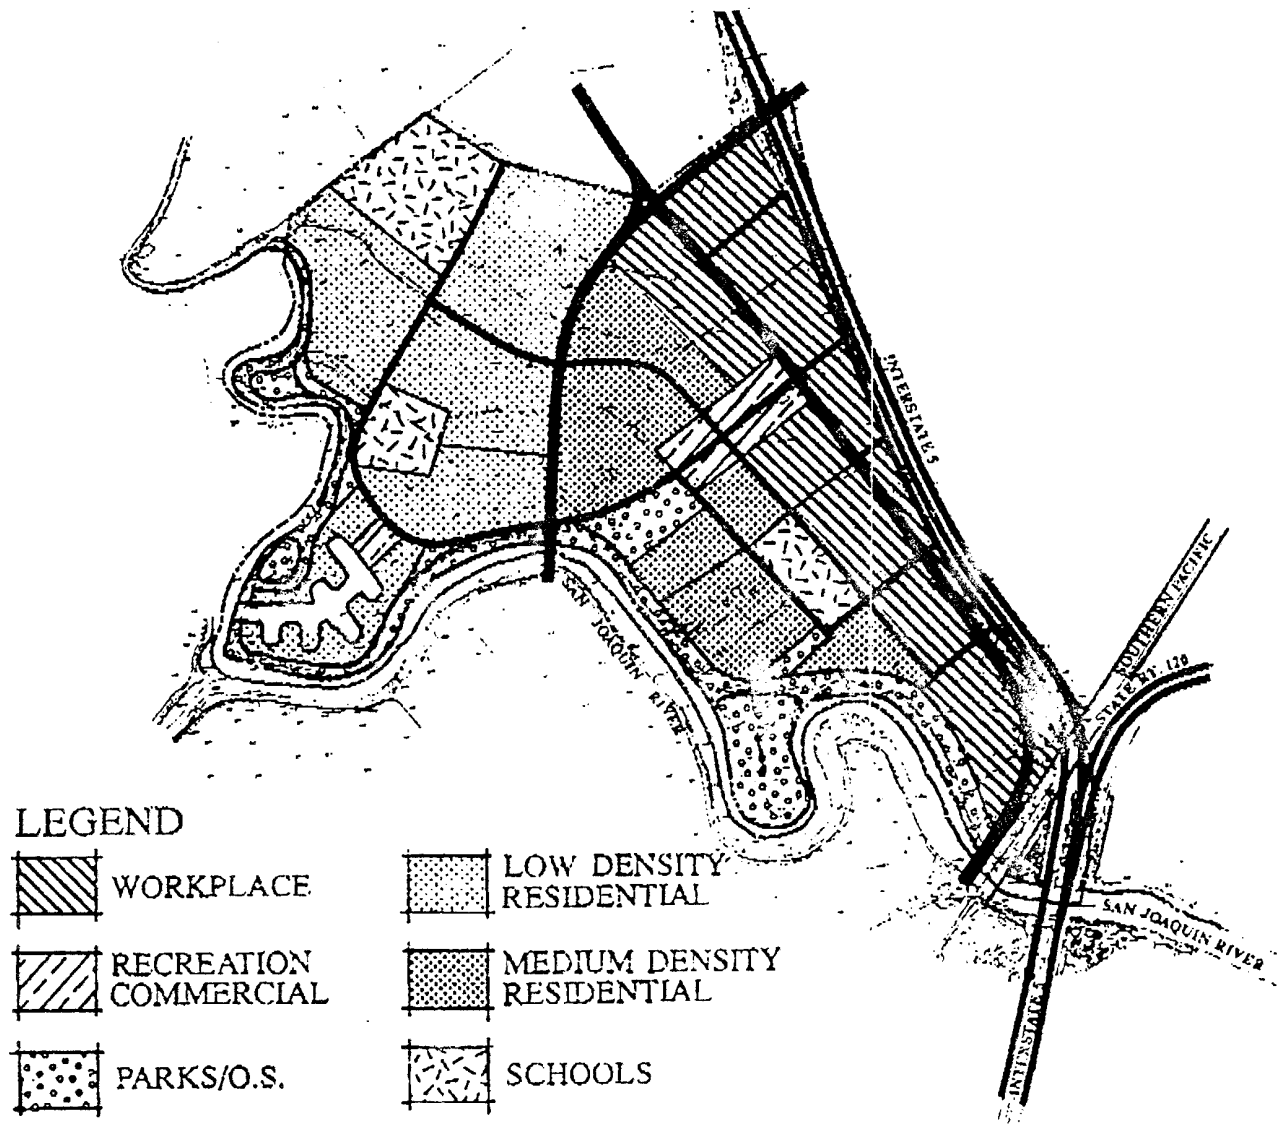 INTERSTATE 5
SOUTHERN PACIFIC
STATE RT. 120
SAN JOAQUIN RIVER
SAN JOAQUIN RIVER
INTERSTATE 5
LEGEND
WORKPLACE
RECREATION
COMMERCIAL
PARKS/O.S.
LOW DENSITY
RESIDENTIAL
MEDIUM DENSITY
RESIDENTIAL
SCHOOLS